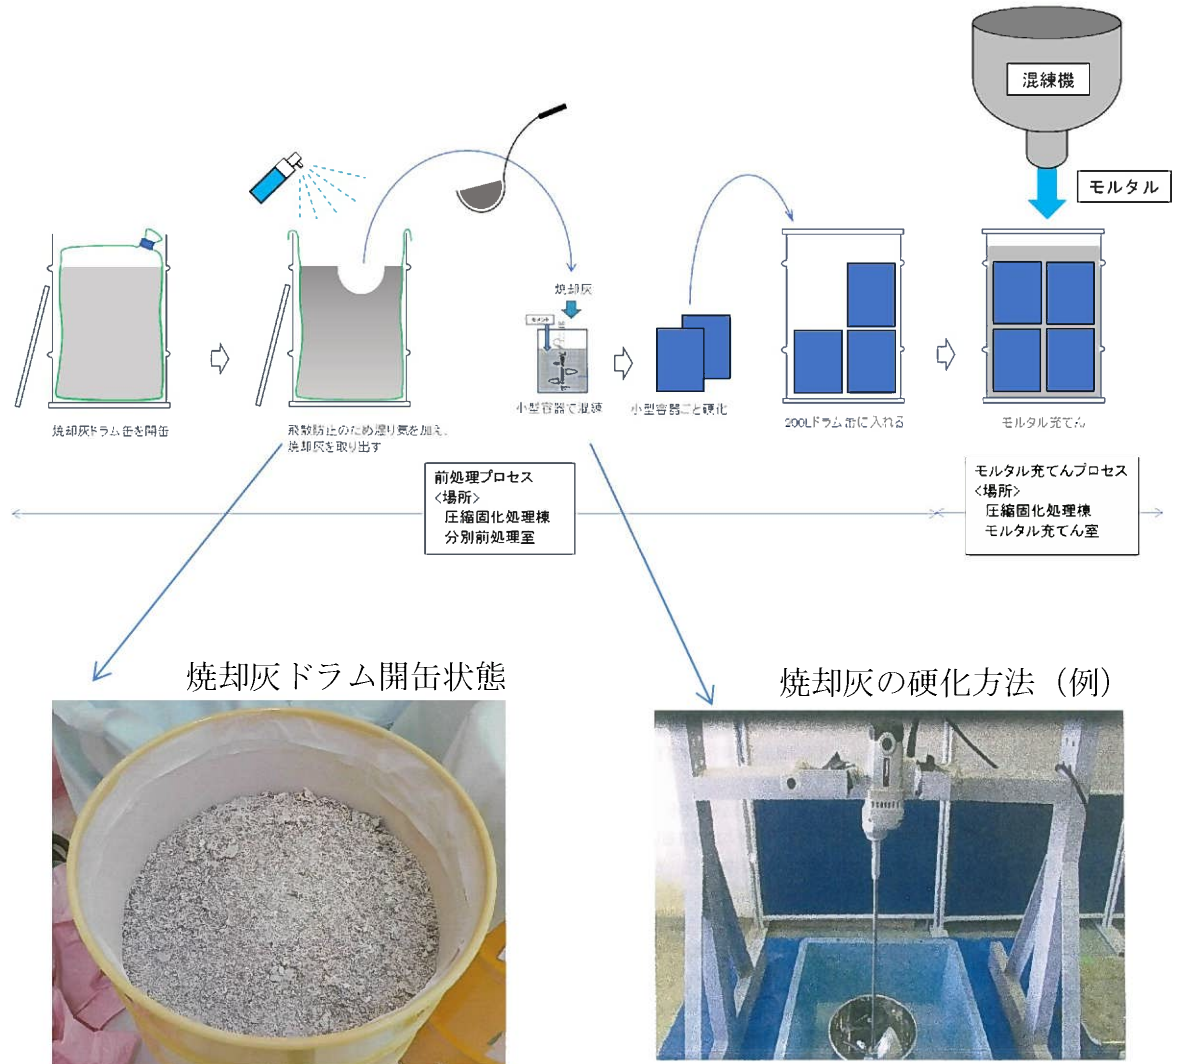 混練機
モルタル
焼却灰
セメント
焼却灰ドラム缶を開缶
飛散防止のため湿り気を加え、
焼却灰を取り出す
小型容器で混練
小型容器ごと硬化
200Lドラム缶に入れる
モルタル充てん
前処理プロセス
<場所>
圧縮固化処理棟
分別前処理室
モルタル充てんプロセス
<場所>
圧縮固化処理棟
モルタル充てん室
焼却灰ドラム開缶状態
焼却灰の硬化方法（例）